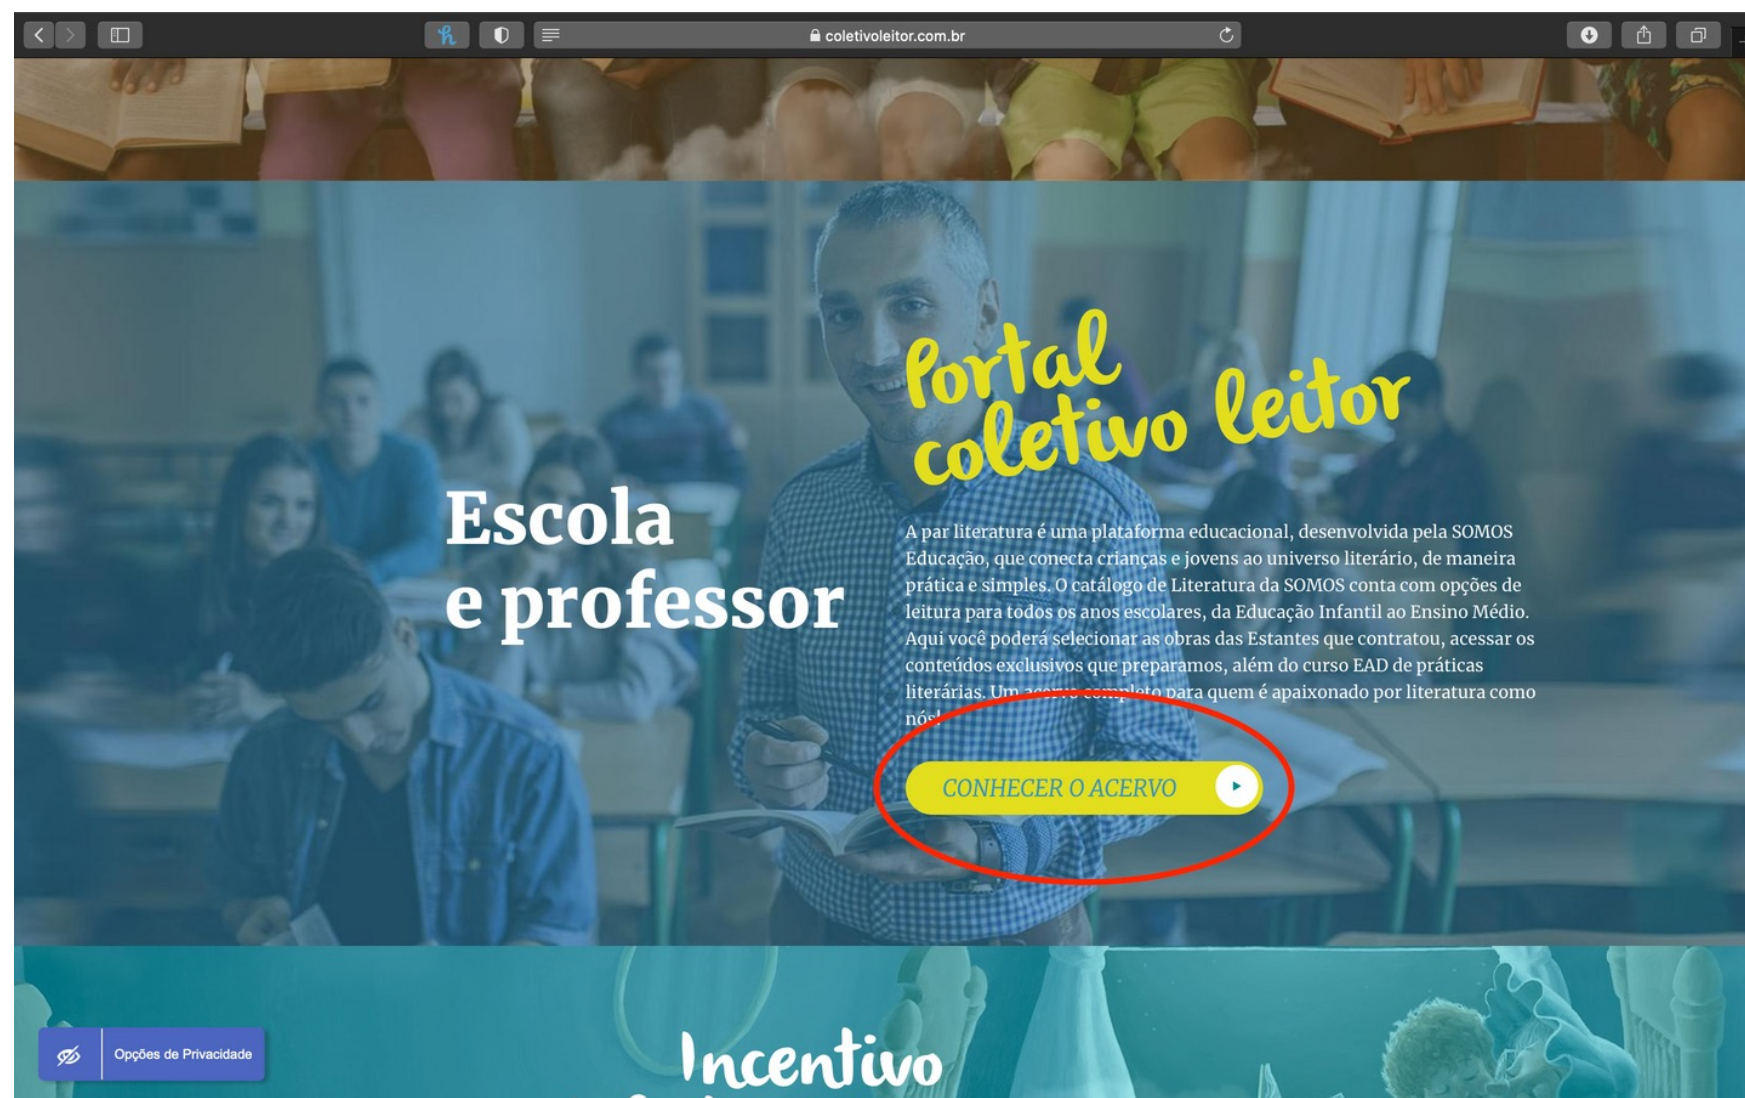 coletivoleitor.com.br
Portal
coletivo leitor
Escola
e professor
A par literatura é uma plataforma educacional, desenvolvida pela SOMOS
Educação, que conecta crianças e jovens ao universo literário, de maneira
prática e simples. O catálogo de Literatura da SOMOS conta com opções de
leitura para todos os anos escolares, da Educação Infantil ao Ensino Médio.
Aqui você poderá selecionar as obras das Estantes que contratou, acessar os
conteúdos exclusivos que preparamos, além do curso EAD de práticas
literárias. Um acervo completo para quem é apaixonado por literatura como
nós!
CONHECER O ACERVO
Incentivo
Opções de Privacidade